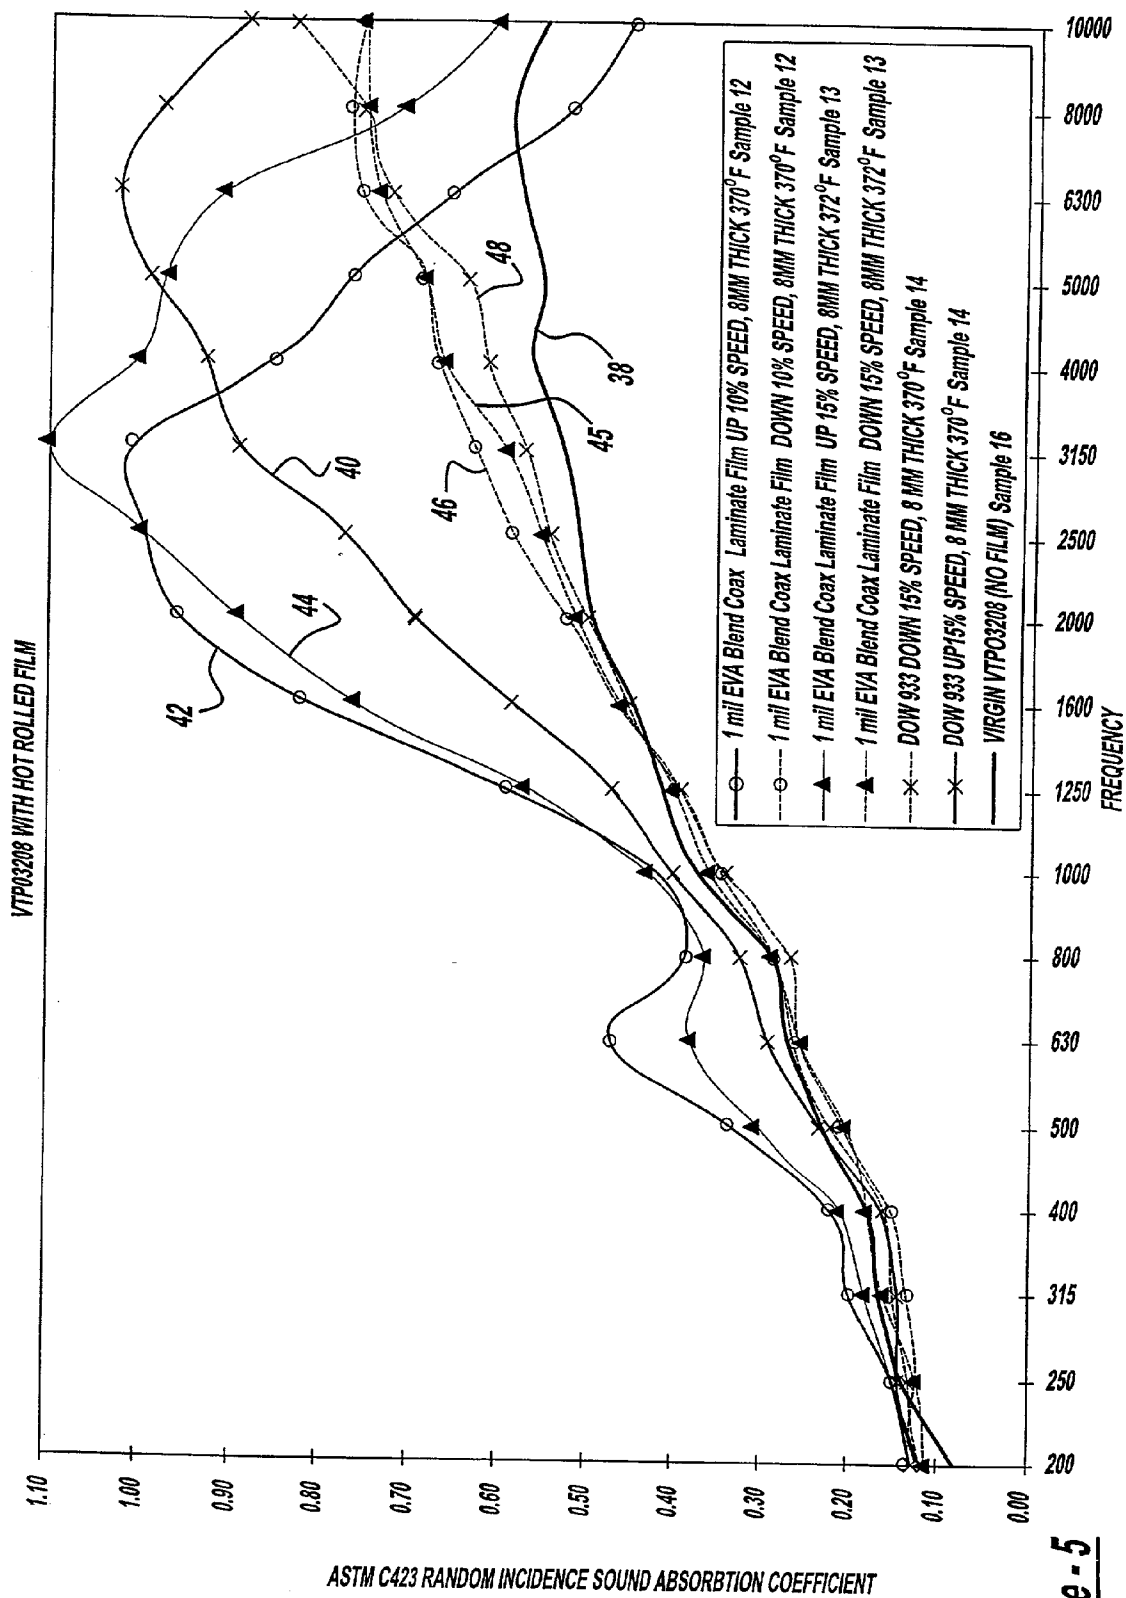 VTP03208 WITH HOT ROLLED FILM
ASTM C423 RANDOM INCIDENCE SOUND ABSORBTION COEFFICIENT
1.10
1.00
0.90
0.80
0.70
0.60
0.50
0.40
0.30
0.20
0.10
0.00
42
44
40
46
45
48
38
1 mil EVA Blend Coax Laminate Film UP 10% SPEED, 8MM THICK 370°F Sample 12
1 mil EVA Blend Coax Laminate Film DOWN 10% SPEED, 8MM THICK 370°F Sample 12
1 mil EVA Blend Coax Laminate Film UP 15% SPEED, 8MM THICK 372°F Sample 13
1 mil EVA Blend Coax Laminate Film DOWN 15% SPEED, 8MM THICK 372°F Sample 13
DOW 933 DOWN 15% SPEED, 8 MM THICK 370°F Sample 14
DOW 933 UP15% SPEED, 8 MM THICK 370°F Sample 14
VIRGIN VTPO3208 (NO FILM) Sample 16
200 250 315 400 500 630 800 1000 1250 1600 2000 2500 3150 4000 5000 6300 8000 10000
FREQUENCY
e - 5